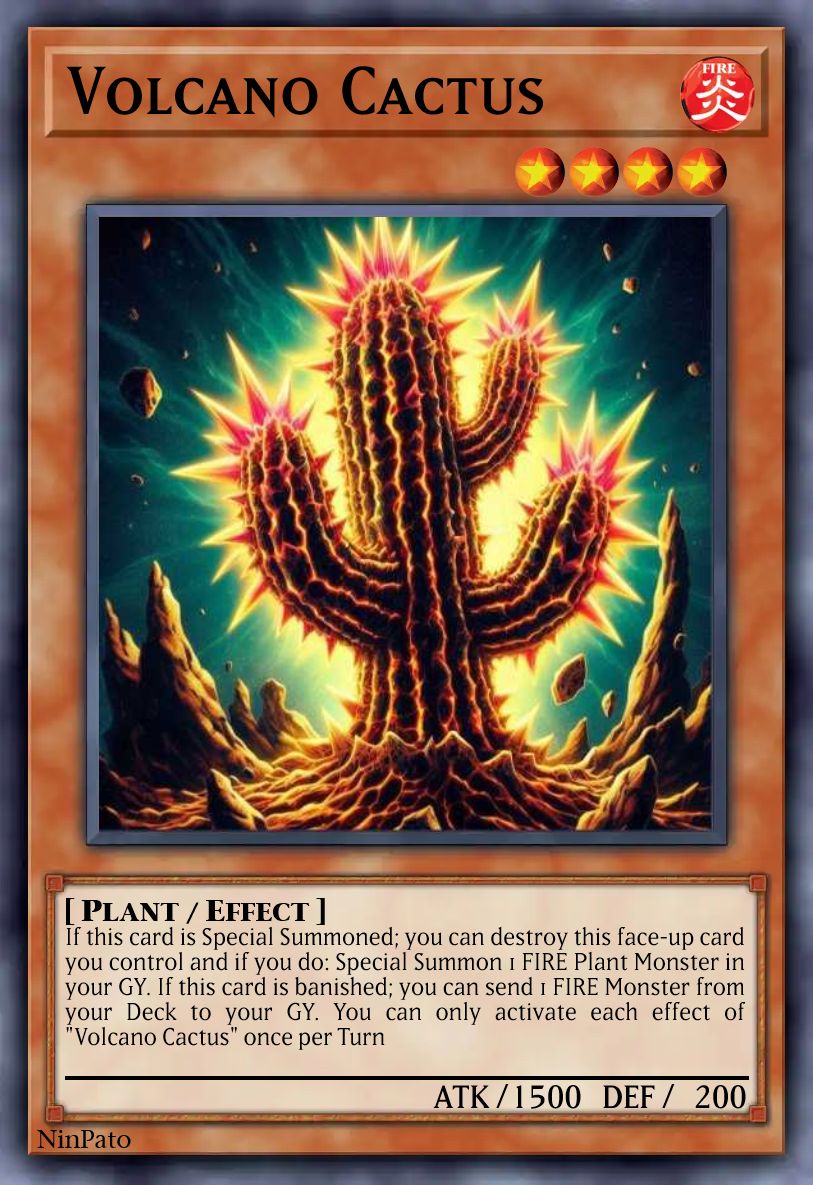 Volcano Cactus
FIRE
炎
[ Plant / Effect ]
If this card is Special Summoned; you can destroy this face-up card
you control and if you do: Special Summon 1 FIRE Plant Monster in
your GY. If this card is banished; you can send 1 FIRE Monster from
your Deck to your GY. You can only activate each effect of
"Volcano Cactus" once per Turn
ATK / 1500 DEF / 200
NinPato